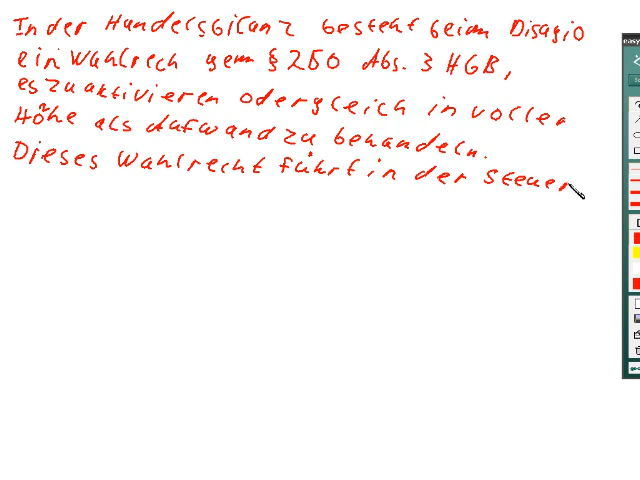 In der Handelsbilanz besteht beim Disagio
ein Wahlrech gem § 250 Abs. 3 HGB,
es zu aktivieren oder gleich in voller
Höhe als Aufwand zu behandeln.
Dieses Wahlrecht führt in der Steuer
easy